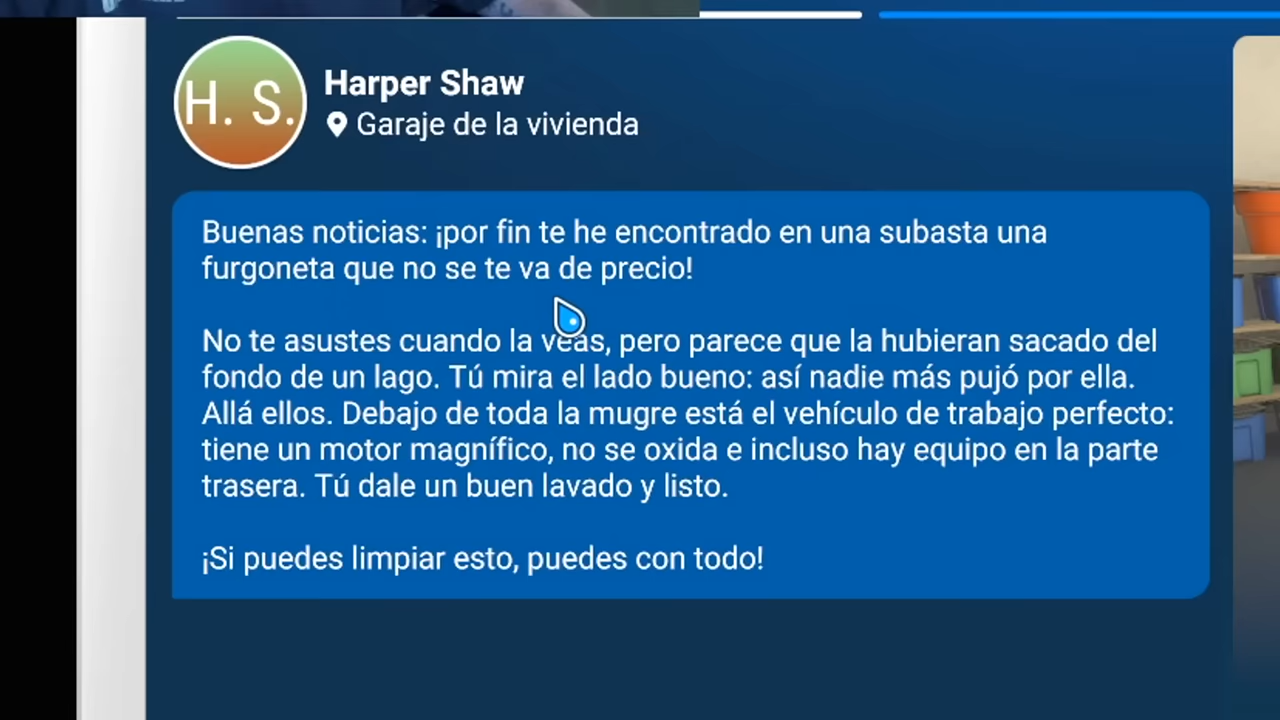 H. S.
Harper Shaw
Garaje de la vivienda
Buenas noticias: ¡por fin te he encontrado en una subasta una
furgoneta que no se te va de precio!
No te asustes cuando la veas, pero parece que la hubieran sacado del
fondo de un lago. Tú mira el lado bueno: así nadie más pujó por ella.
Allá ellos. Debajo de toda la mugre está el vehículo de trabajo perfecto:
tiene un motor magnífico, no se oxida e incluso hay equipo en la parte
trasera. Tú dale un buen lavado y listo.
¡Si puedes limpiar esto, puedes con todo!